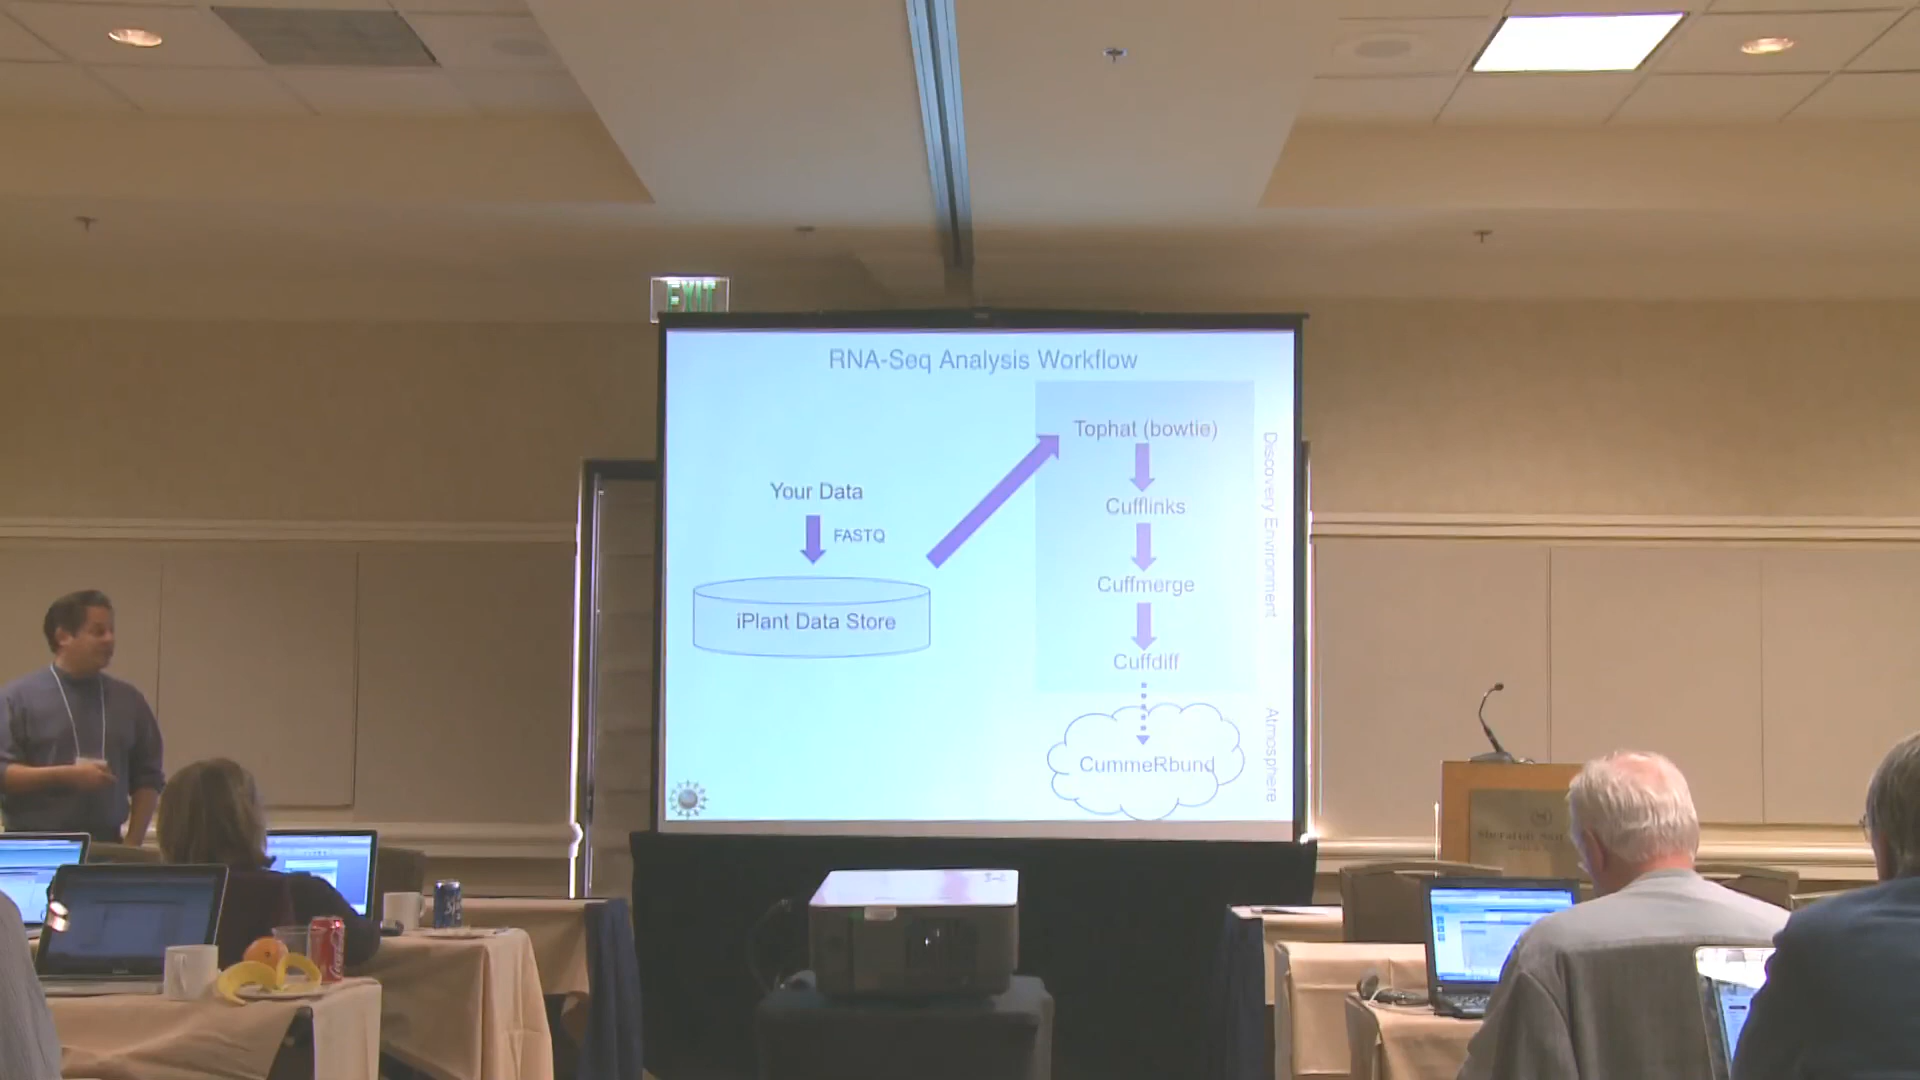 EXIT
RNA-Seq Analysis Workflow
Tophat (bowtie)
Your Data
FASTQ
Cufflinks
Cuffmerge
iPlant Data Store
Cuffdiff
CummeRbund
Discovery Environment
Atmosphere